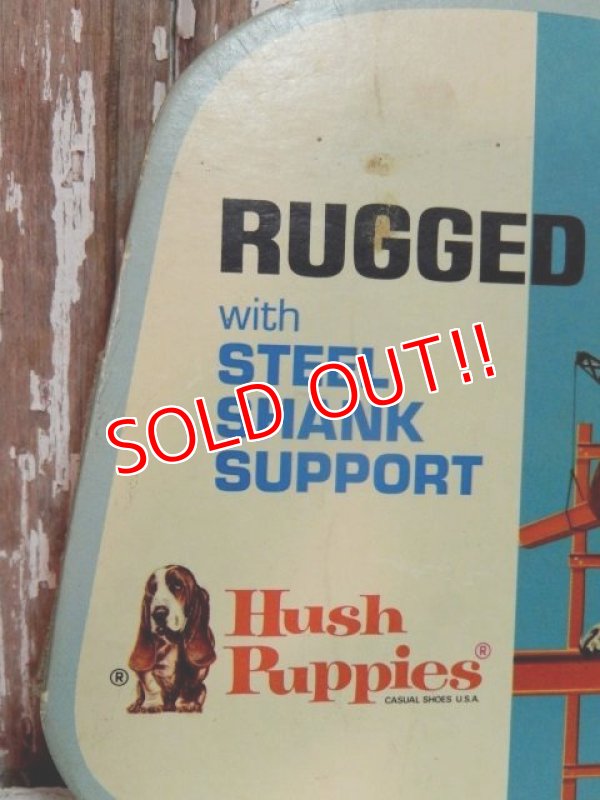 RUGGED
with
STEEL
SHANK
SUPPORT
SOLD OUT!!
Hush
Puppies®
®
CASUAL SHOES U.S.A.